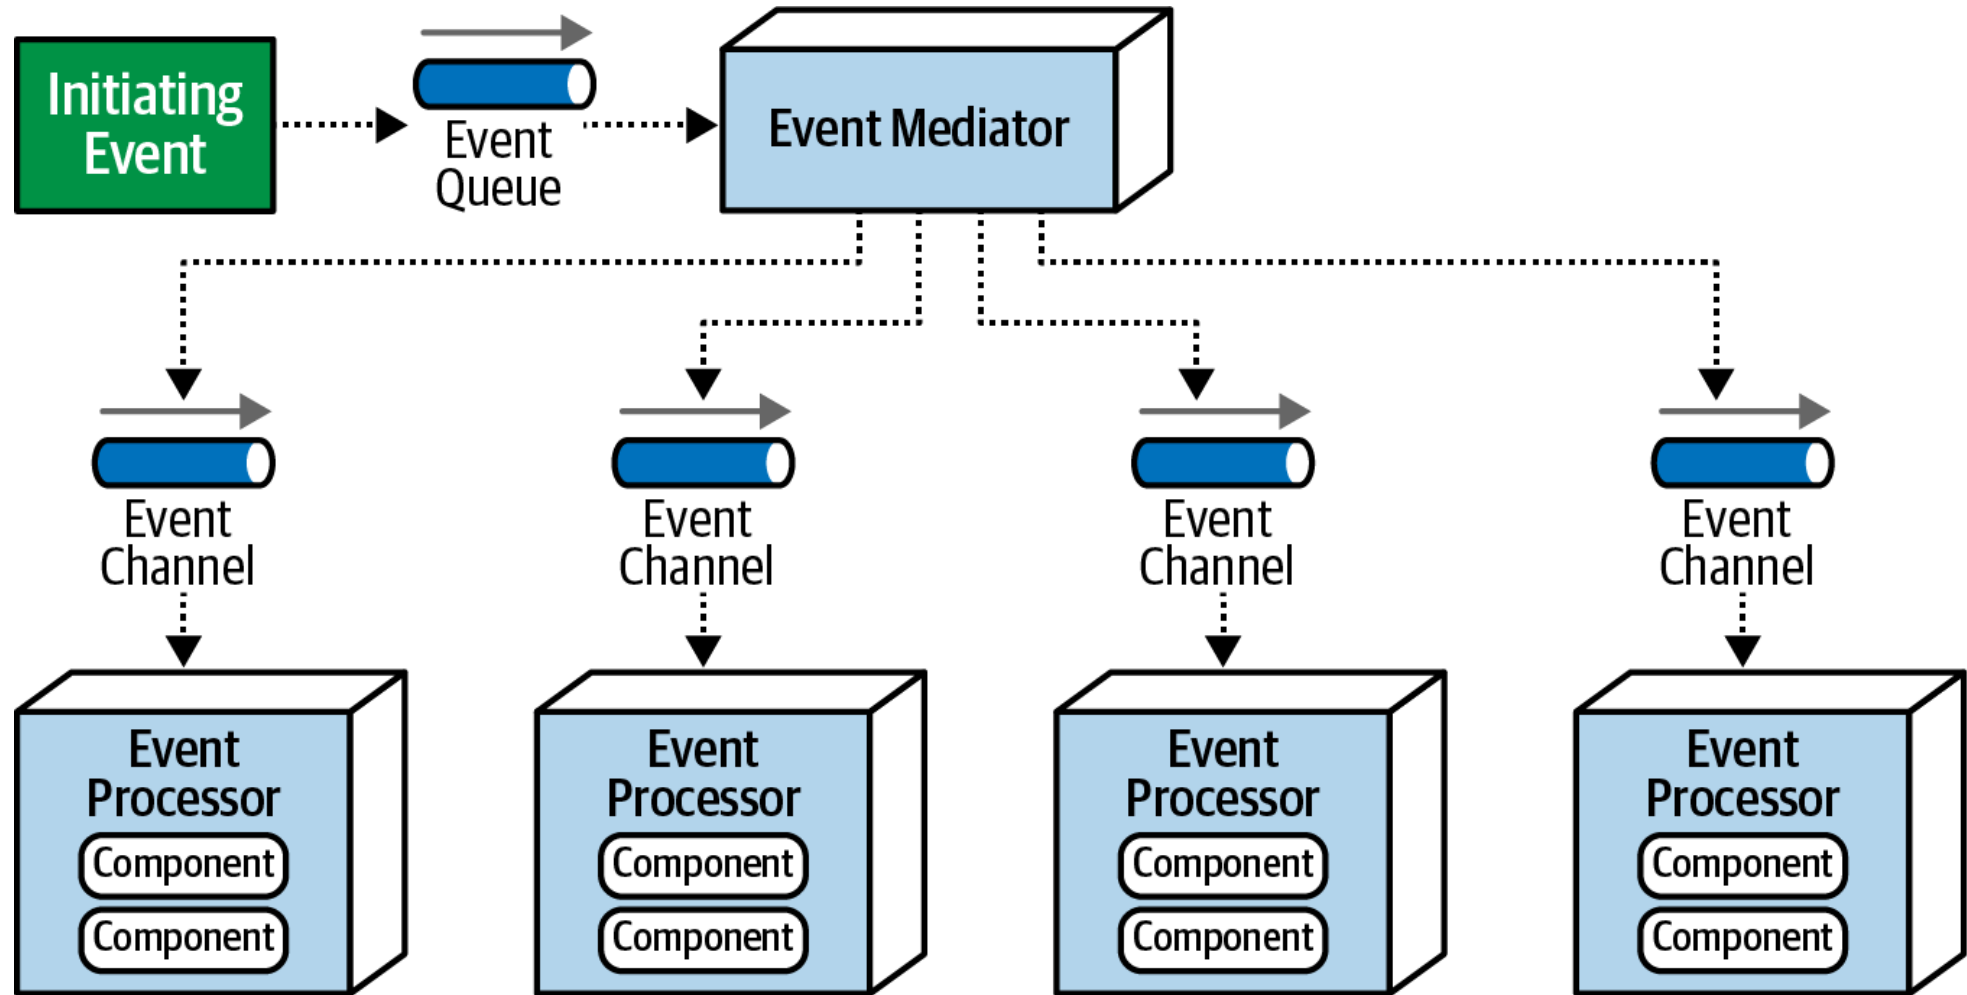 Initiating
Event
Event
Queue
Event Mediator
Event
Channel
Event
Channel
Event
Channel
Event
Channel
Event
Processor
Component
Component
Event
Processor
Component
Component
Event
Processor
Component
Component
Event
Processor
Component
Component